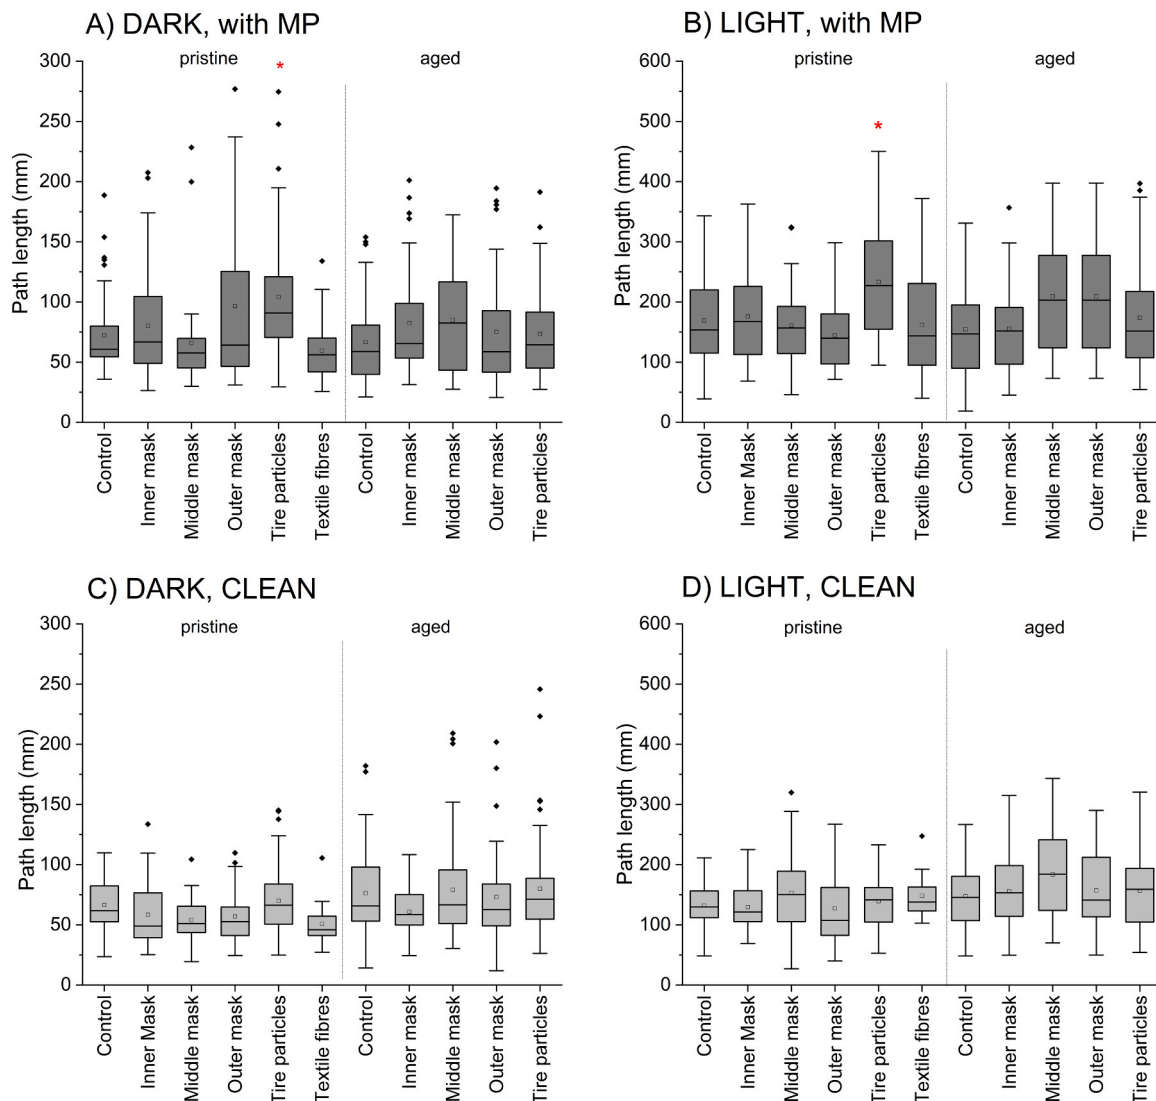 A) DARK, with MP
pristine
aged
*
Path length (mm)
300
250
200
150
100
50
0
Control
Inner mask
Middle mask
Outer mask
Tire particles
Textile fibres
Control
Inner mask
Middle mask
Outer mask
Tire particles
B) LIGHT, with MP
pristine
aged
*
Path length (mm)
600
500
400
300
200
100
0
Control
Inner Mask
Middle mask
Outer mask
Tire particles
Textile fibres
Control
Inner mask
Middle mask
Outer mask
Tire particles
C) DARK, CLEAN
pristine
aged
Path length (mm)
300
250
200
150
100
50
0
Control
Inner Mask
Middle mask
Outer mask
Tire particles
Textile fibres
Control
Inner mask
Middle mask
Outer mask
Tire particles
D) LIGHT, CLEAN
pristine
aged
Path length (mm)
600
500
400
300
200
100
0
Control
Inner Mask
Middle mask
Outer mask
Tire particles
Textile fibres
Control
Inner mask
Middle mask
Outer mask
Tire particles